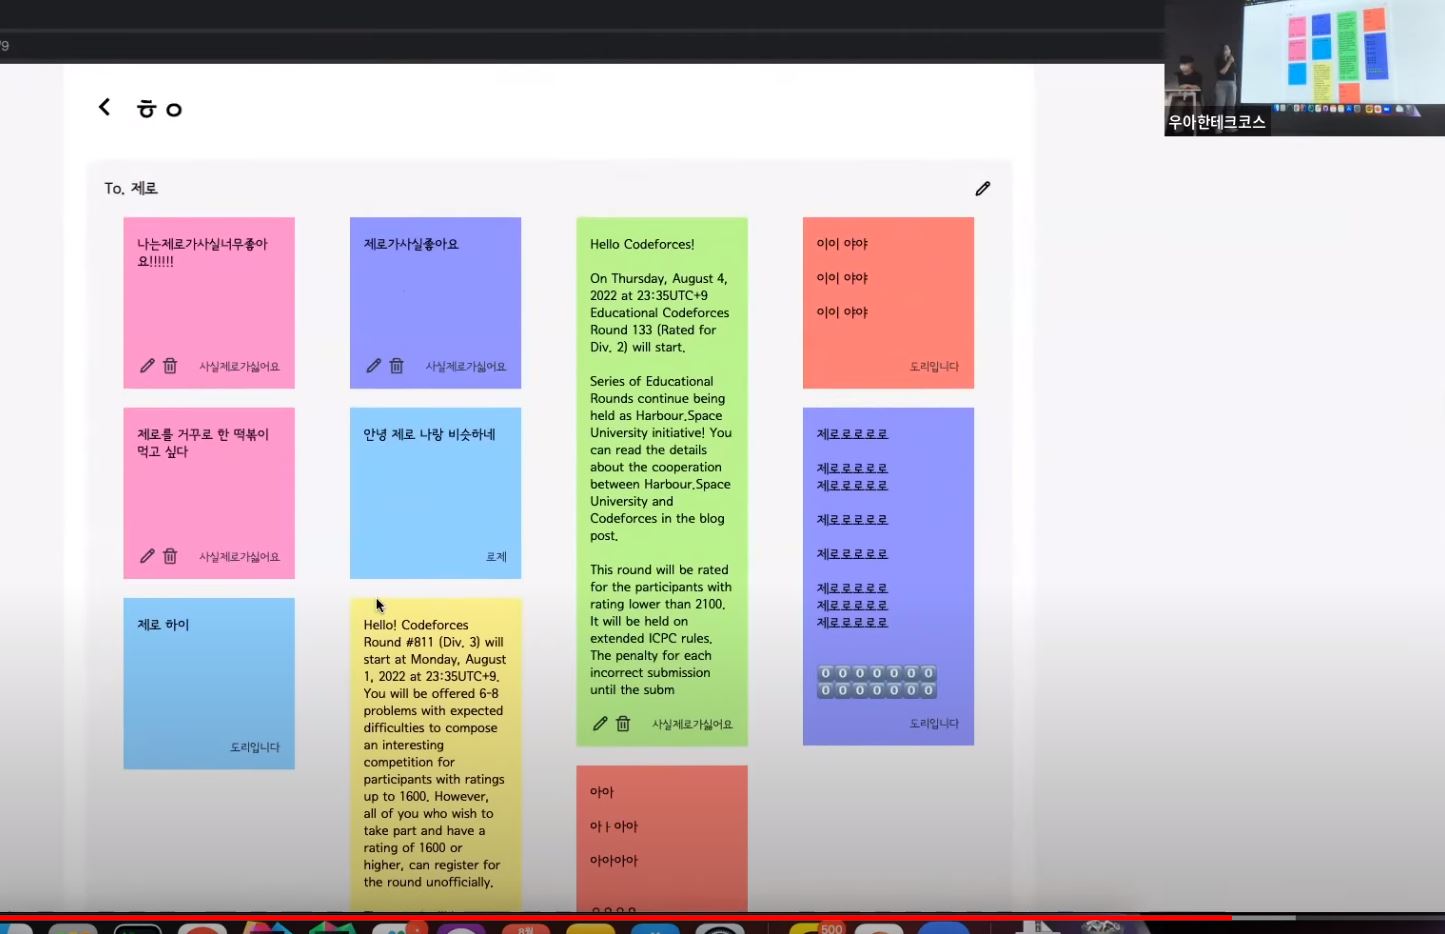 /9
우아한테크코스
ㅎㅇ
To. 제로
나는제로가사실너무좋아
요!!!!!!
사실제로가싫어요
제로를 거꾸로 한 떡볶이
먹고 싶다
사실제로가싫어요
제로 하이
도리입니다
제로가사실좋아요
사실제로가싫어요
안녕 제로 나랑 비슷하네
로제
Hello! Codeforces
Round #811 (Div. 3) will
start at Monday, August
1, 2022 at 23:35UTC+9.
You will be offered 6-8
problems with expected
difficulties to compose
an interesting
competition for
participants with ratings
up to 1600. However,
all of you who wish to
take part and have a
rating of 1600 or
higher, can register for
the round unofficially.
Hello Codeforces!
On Thursday, August 4,
2022 at 23:35UTC+9
Educational Codeforces
Round 133 (Rated for
Div. 2) will start.
Series of Educational
Rounds continue being
held as Harbour.Space
University initiative! You
can read the details
about the cooperation
between Harbour.Space
University and
Codeforces in the blog
post.
This round will be rated
for the participants with
rating lower than 2100.
It will be held on
extended ICPC rules.
The penalty for each
incorrect submission
until the subm
사실제로가싫어요
아아
아ㅏ아아
아아아아
이이 야야
이이 야야
이이 야야
도리입니다
제로로로로로
제로로로로로
제로로로로로
제로로로로로
제로로로로로
제로로로로로
제로로로로로
제로로로로로
0 0 0 0 0 0 0
0 0 0 0 0 0 0
도리입니다
8월
500